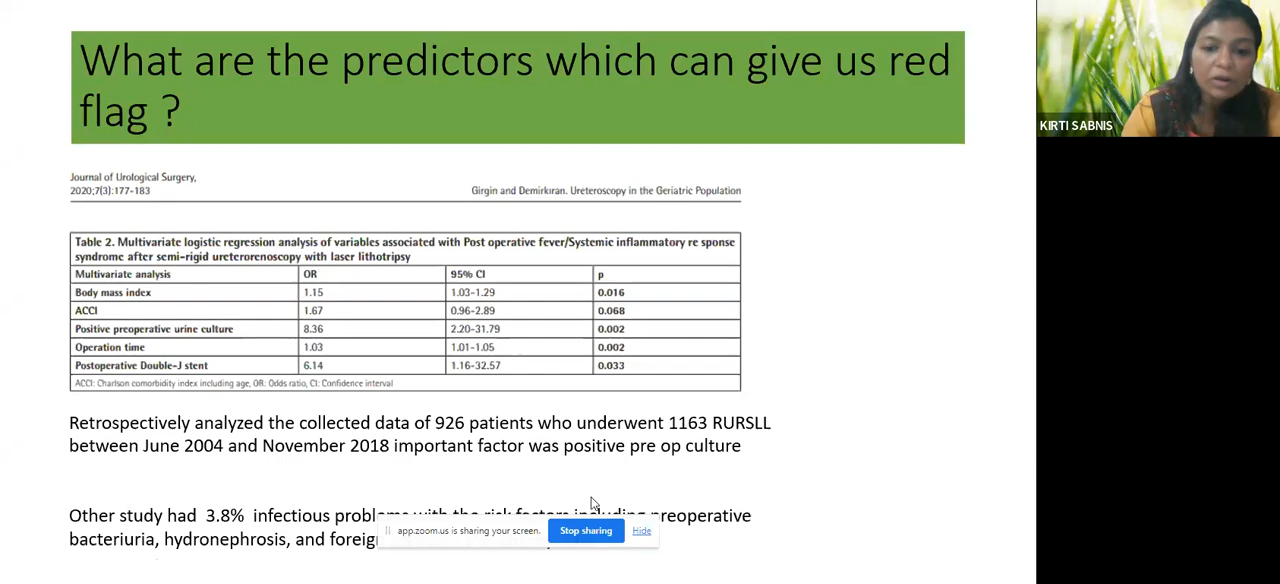 What are the predictors which can give us red
flag ?
KIRTI SABNIS
Journal of Urological Surgery,
2020;7(3):177-183
Girgin and Demirkıran. Ureteroscopy in the Geriatric Population
Table 2. Multivariate logistic regression analysis of variables associated with Post operative fever/Systemic inflammatory re sponse
syndrome after semi-rigid ureterorenoscopy with laser lithotripsy
Multivariate analysis OR 95% CI p
Body mass index 1.15 1.03-1.29 0.016
ACCI 1.67 0.96-2.89 0.068
Positive preoperative urine culture 8.36 2.20-31.79 0.002
Operation time 1.03 1.01-1.05 0.002
Postoperative Double-J stent 6.14 1.16-32.57 0.033
ACCI: Charlson comorbidity index including age, OR: Odds ratio, CI: Confidence interval
Retrospectively analyzed the collected data of 926 patients who underwent 1163 RURSLL
between June 2004 and November 2018 important factor was positive pre op culture
Other study had 3.8% infectious problems with the risk factors including preoperative
bacteriuria, hydronephrosis, and
app.zoom.us is sharing your screen. Stop sharing Hide